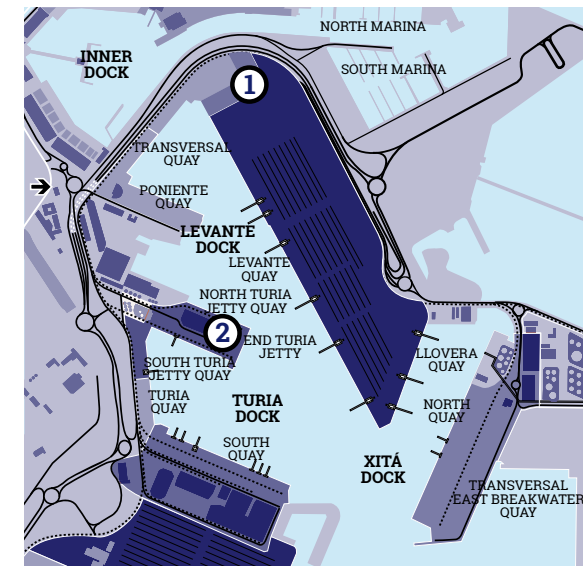 NORTH MARINA
INNER
DOCK
SOUTH MARINA
1
TRANSVERSAL
QUAY
PONIENTE
QUAY
LEVANTE
DOCK
LEVANTE
QUAY
NORTH TURIA
JETTY QUAY
2
END TURIA
JETTY
SOUTH TURIA
JETTY QUAY
LLOVERA
QUAY
TURIA
QUAY
TURIA
DOCK
NORTH
QUAY
SOUTH
QUAY
XITÁ
DOCK
TRANSVERSAL
EAST BREAKWATER
QUAY